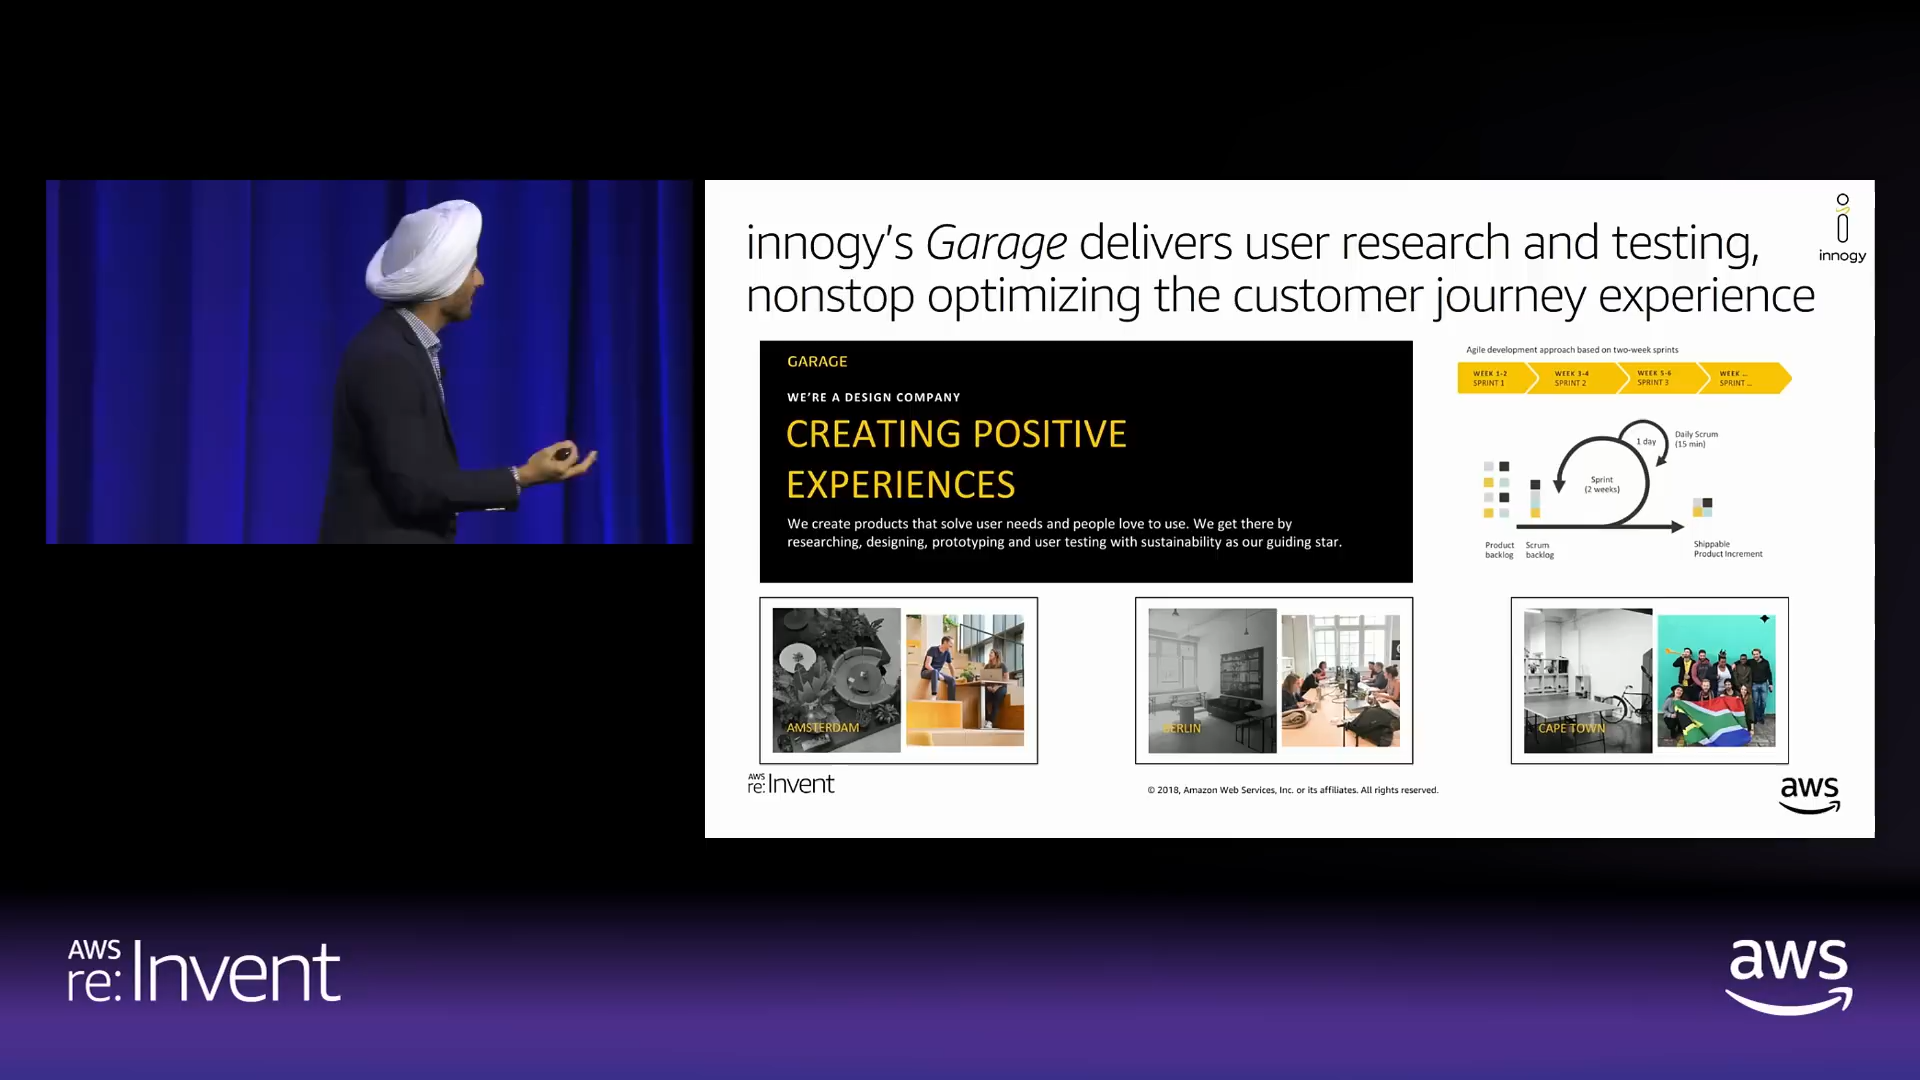 innogy's Garage delivers user research and testing,
nonstop optimizing the customer journey experience
innogy
GARAGE
WE'RE A DESIGN COMPANY
CREATING POSITIVE
EXPERIENCES
We create products that solve user needs and people love to use. We get there by
researching, designing, prototyping and user testing with sustainability as our guiding star.
Agile development approach based on two-week sprints
WEEK 1-2
SPRINT 1
WEEK 3-4
SPRINT 2
WEEK 5-6
SPRINT 3
WEEK ...
SPRINT ...
1 day
Daily Scrum
(15 min)
Sprint
(2 weeks)
Product
backlog
Scrum
backlog
Shippable
Product Increment
AMSTERDAM
BERLIN
CAPE TOWN
AWS
re:Invent
© 2018, Amazon Web Services, Inc. or its affiliates. All rights reserved.
aws
AWS
re:Invent
aws